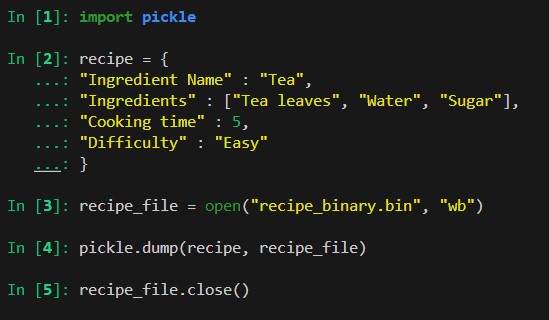 In [1]: import pickle
In [2]: recipe = {
...: "Ingredient Name" : "Tea",
...: "Ingredients" : ["Tea leaves", "Water", "Sugar"],
...: "Cooking time" : 5,
...: "Difficulty" : "Easy"
...: }
In [3]: recipe_file = open("recipe_binary.bin", "wb")
In [4]: pickle.dump(recipe, recipe_file)
In [5]: recipe_file.close()